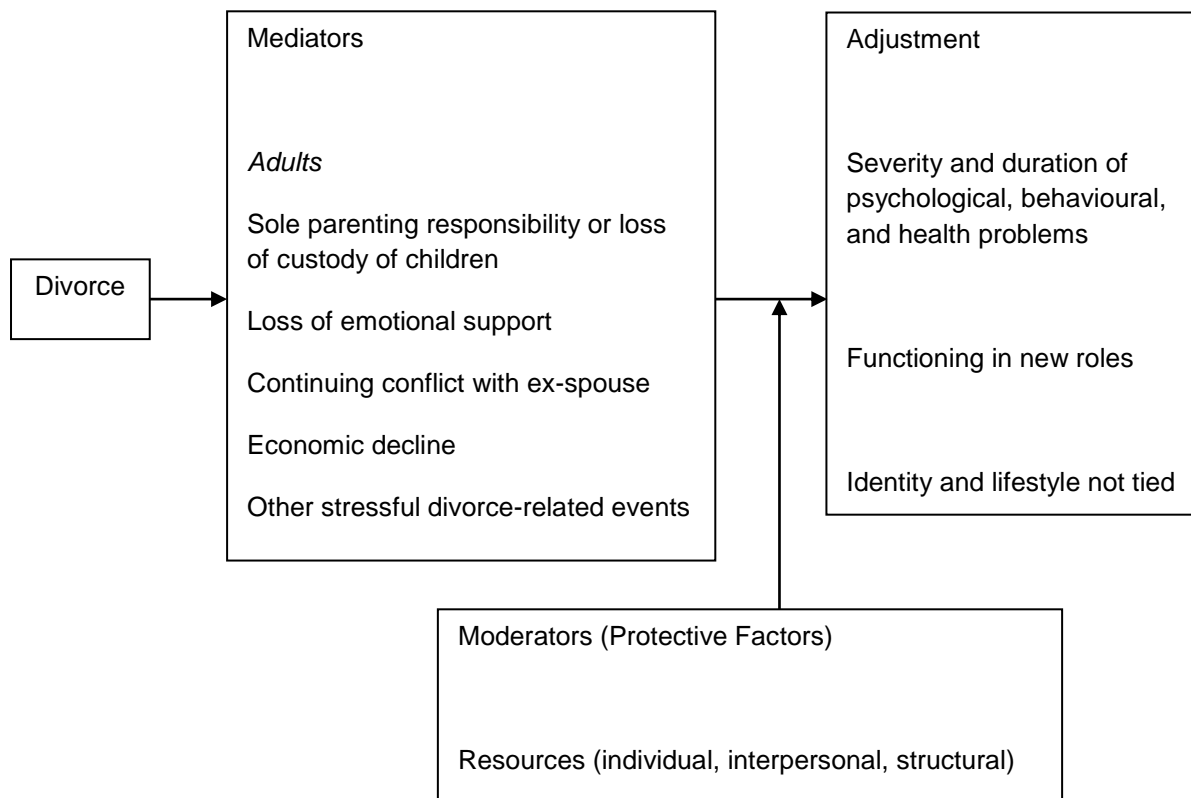 Divorce
Mediators
Adults
Sole parenting responsibility or loss
of custody of children
Loss of emotional support
Continuing conflict with ex-spouse
Economic decline
Other stressful divorce-related events
Adjustment
Severity and duration of
psychological, behavioural,
and health problems
Functioning in new roles
Identity and lifestyle not tied
Moderators (Protective Factors)
Resources (individual, interpersonal, structural)